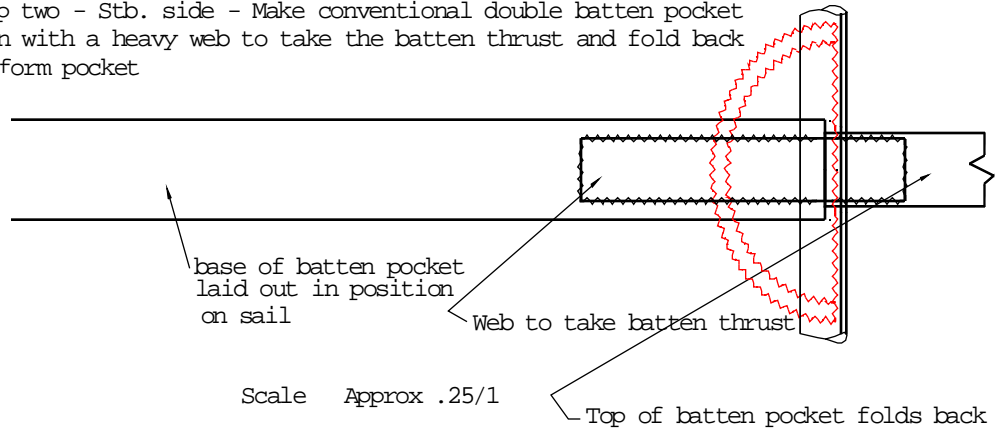 two - Stb. side - Make conventional double batten pocket
with a heavy web to take the batten thrust and fold back
form pocket
base of batten pocket
laid out in position
on sail
Web to take batten thrust
Scale Approx .25/1
Top of batten pocket folds back